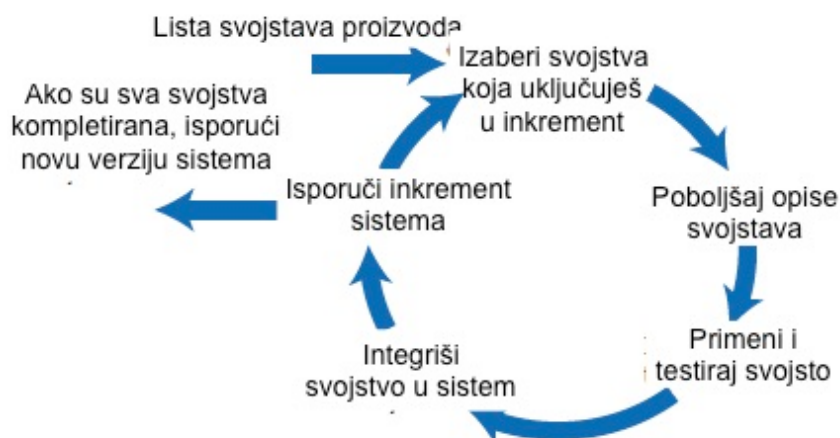 Lista svojstava proizvoda
Izaberi svojstva
koja uključuješ
u inkrement
Poboljšaj opise
svojstava
Primeni i
testiraj svojsto
Integriši
svojstvo u sistem
Isporuči inkrement
sistema
Ako su sva svojstva
kompletirana, isporući
novu verziju sistema